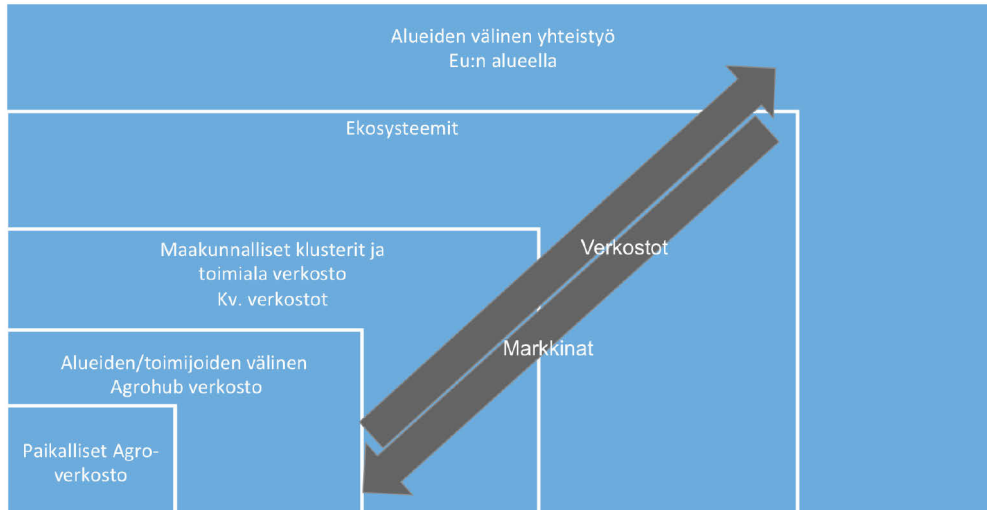 Alueiden välinen yhteistyö
Eu:n alueella
Ekosysteemit
Maakunnalliset klusterit ja
toimiala verkosto
Kv. verkostot
Verkostot
Markkinat
Alueiden/toimijoiden välinen
Agrohub verkosto
Paikalliset Agro-
verkosto